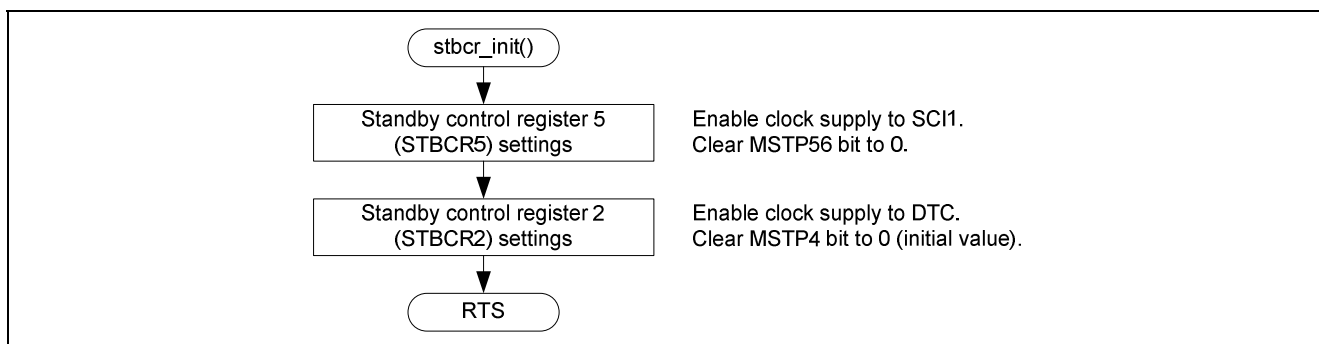 stbcr_init()
Standby control register 5
(STBCR5) settings
Enable clock supply to SCI1.
Clear MSTP56 bit to 0.
Standby control register 2
(STBCR2) settings
Enable clock supply to DTC.
Clear MSTP4 bit to 0 (initial value).
RTS